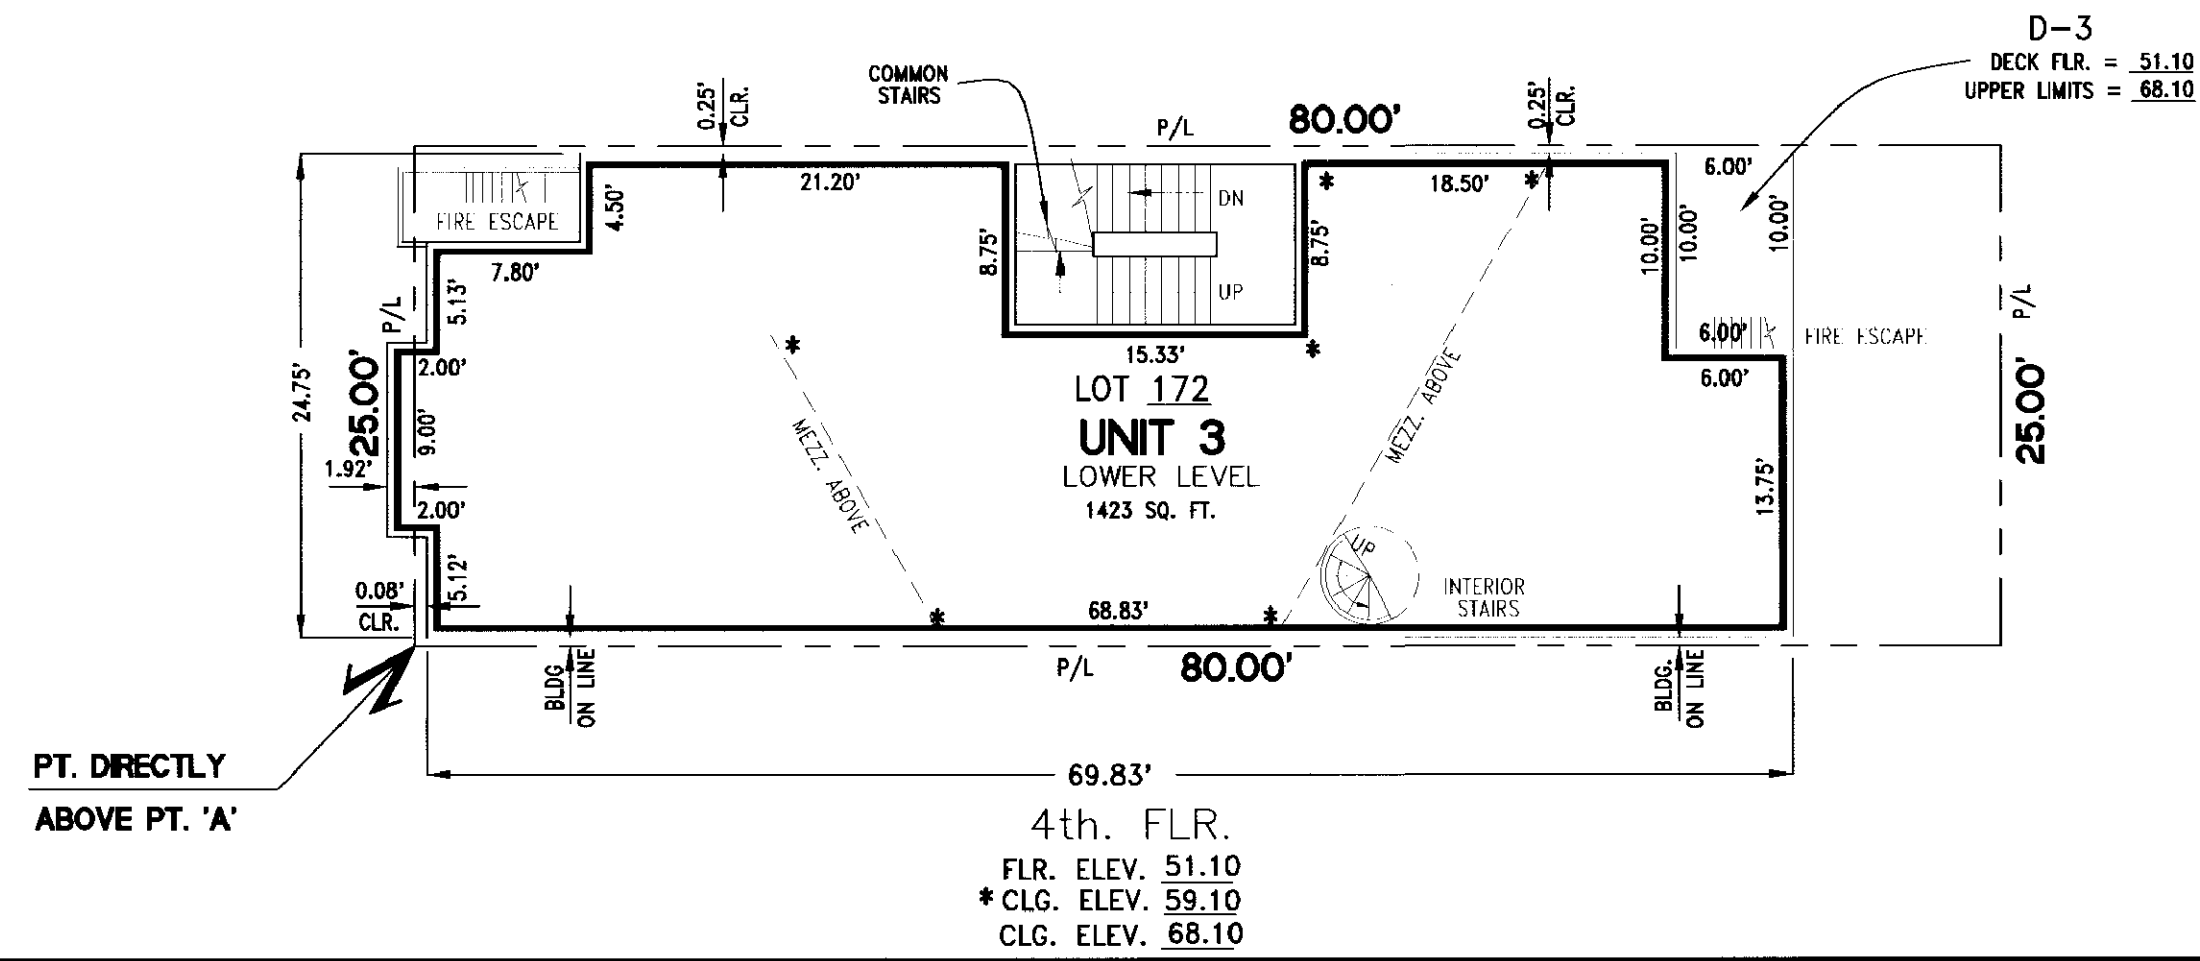 D-3
DECK FLR. = 51.10
UPPER LIMITS = 68.10
COMMON
STAIRS
0.25'
CLR.
P/L
80.00'
0.25'
CLR.
21.20'
18.50'
*
*
6.00'
4.50'
FIRE ESCAPE
DN
UP
8.75'
8.75'
10.00'
10.00'
10.00'
7.80'
5.13'
P/L
2.00'
24.75'
25.00'
9.00'
1.92'
2.00'
0.08'
CLR.
5.12'
*
MEZZ. ABOVE
*
15.33'
*
LOT 172
UNIT 3
LOWER LEVEL
1423 SQ. FT.
MEZZ. ABOVE
*
6.00'
FIRE ESCAPE
6.00'
13.75'
P/L
25.00'
UP
INTERIOR
STAIRS
68.83'
BLDG
ON LINE
P/L
80.00'
BLDG.
ON LINE
PT. DIRECTLY
ABOVE PT. 'A'
69.83'
4th. FLR.
FLR. ELEV. 51.10
* CLG. ELEV. 59.10
CLG. ELEV. 68.10